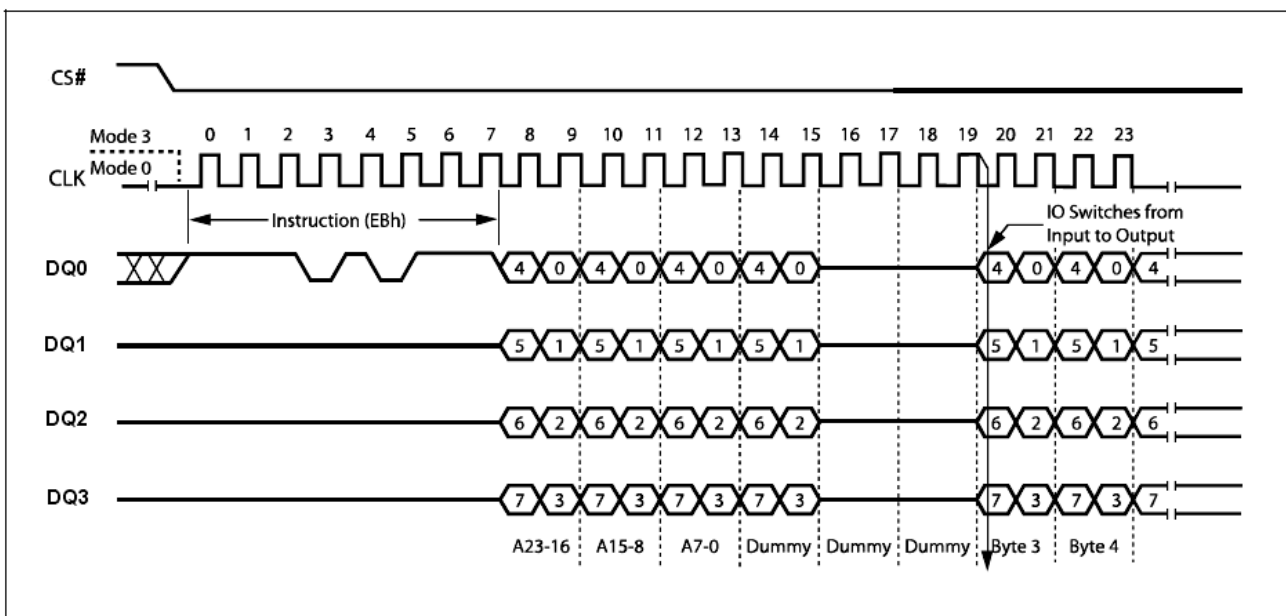 CS#
Mode 3
0 1 2 3 4 5 6 7 8 9 10 11 12 13 14 15 16 17 18 19 20 21 22 23
Mode 0
CLK
Instruction (EBh)
IO Switches from
Input to Output
DQ0 4 0 4 0 4 0 4 0 4 0 4 0 4
DQ1 5 1 5 1 5 1 5 1 5 1 5 1 5
DQ2 6 2 6 2 6 2 6 2 6 2 6 2 6
DQ3 7 3 7 3 7 3 7 3 7 3 7 3 7
A23-16 A15-8 A7-0 Dummy Dummy Dummy Byte 3 Byte 4